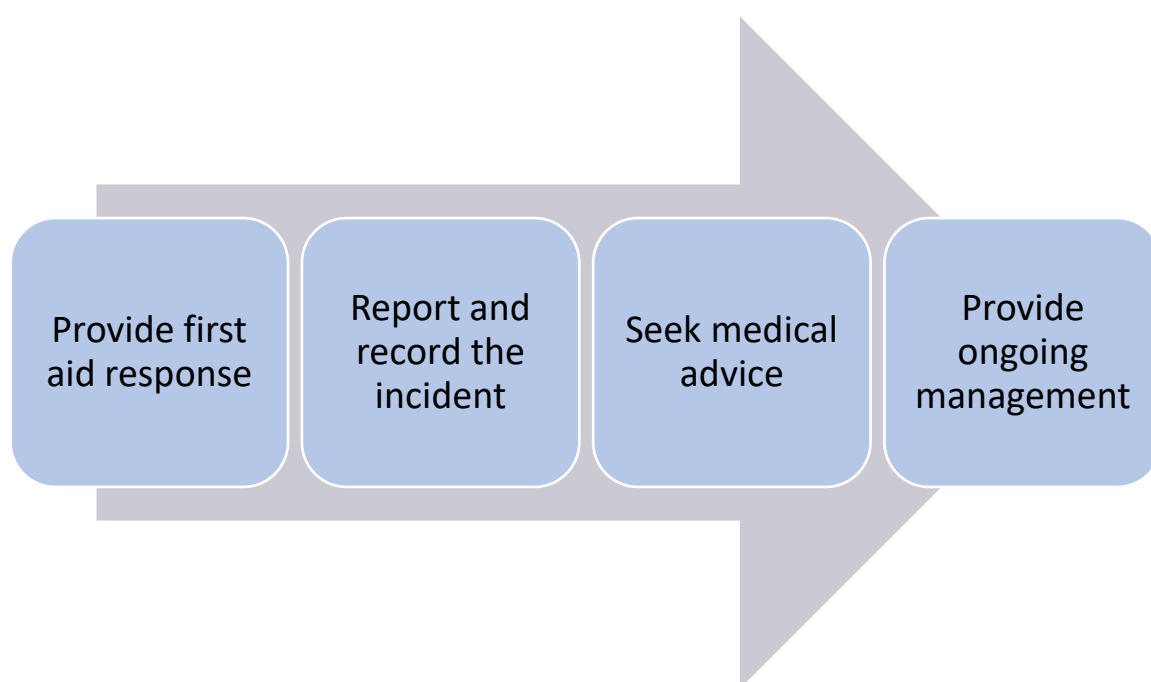 Provide first
aid response
Report and
record the
incident
Seek medical
advice
Provide
ongoing
management